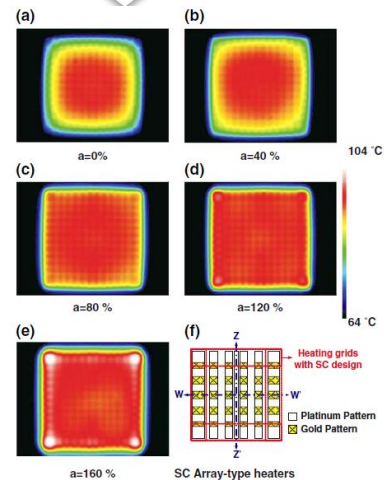 (a)
(b)
a=0%
a=40 %
(c)
(d)
104 °C
a=80 %
a=120 %
64 °C
(e)
(f)
Z
Heating grids
with SC design
W
W'
Platinum Pattern
Gold Pattern
Z'
a=160 %
SC Array-type heaters